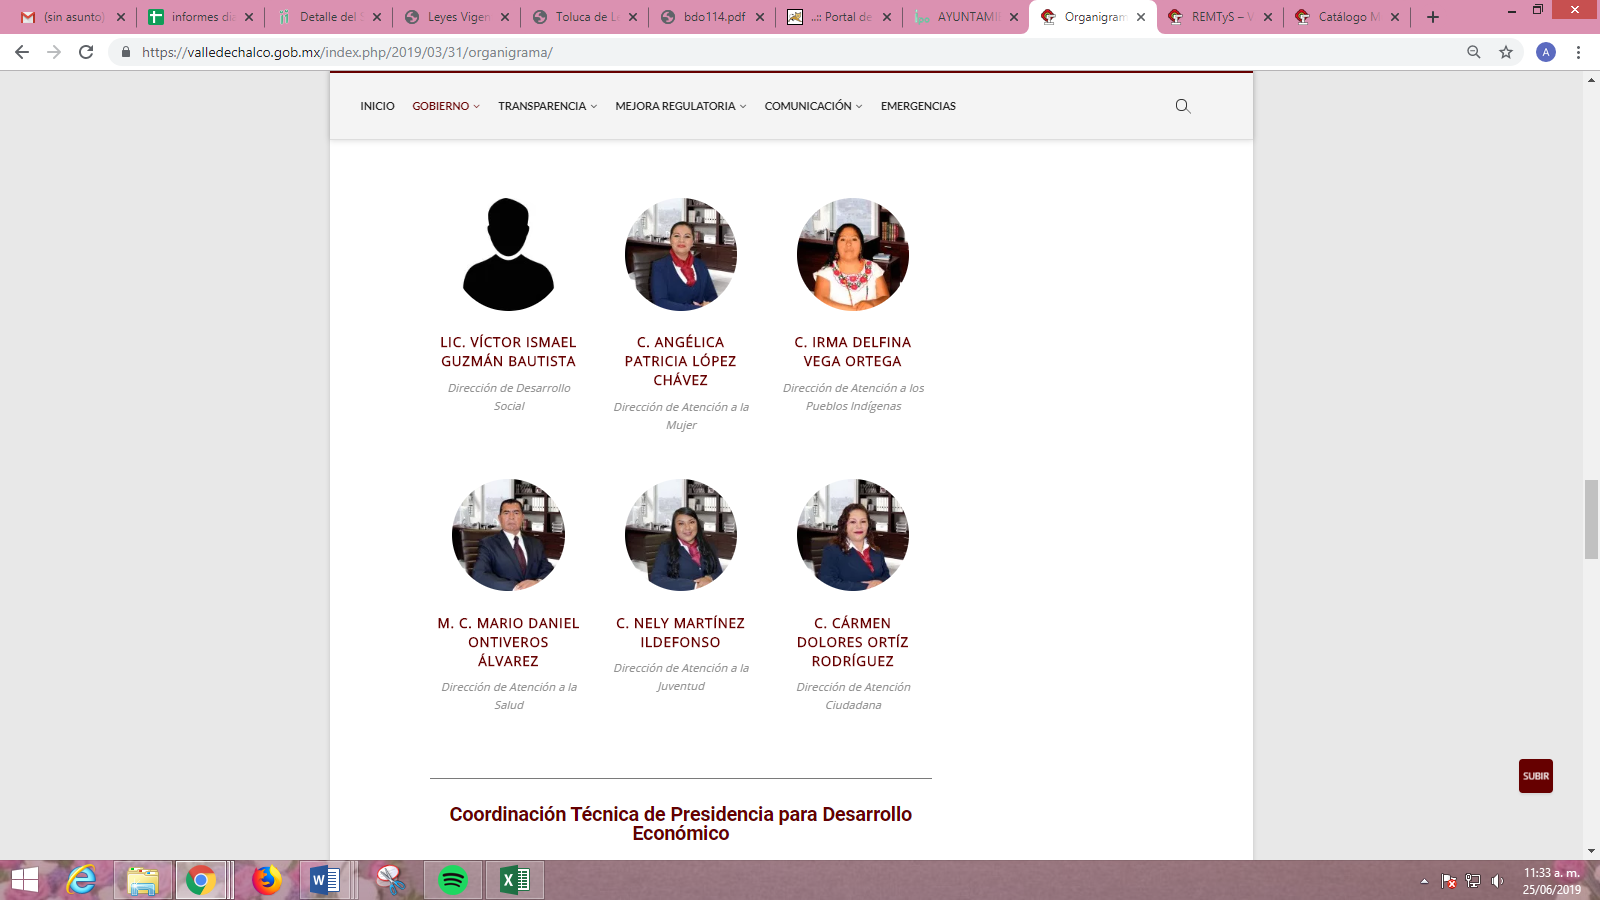 (sin asunto)
informes di
Detalle del S
Leyes Vigen
Toluca de L
bdo114.pdf
..:: Portal de
AYUNTAMI
Organigram
REMTyS – V
Catálogo M
https://valledechalco.gob.mx/index.php/2019/03/31/organigrama/
A
INICIO GOBIERNO TRANSPARENCIA MEJORA REGULATORIA COMUNICACIÓN EMERGENCIAS
LIC. VÍCTOR ISMAEL
GUZMÁN BAUTISTA
Dirección de Desarrollo
Social
C. ANGÉLICA
PATRICIA LÓPEZ
CHÁVEZ
Dirección de Atención a la
Mujer
C. IRMA DELFINA
VEGA ORTEGA
Dirección de Atención a los
Pueblos Indígenas
M. C. MARIO DANIEL
ONTIVEROS
ÁLVAREZ
Dirección de Atención a la
Salud
C. NELY MARTÍNEZ
ILDEFONSO
Dirección de Atención a la
Juventud
C. CÁRMEN
DOLORES ORTÍZ
RODRÍGUEZ
Dirección de Atención
Ciudadana
SUBIR
Coordinación Técnica de Presidencia para Desarrollo
Económico
11:33 a. m.
25/06/2019